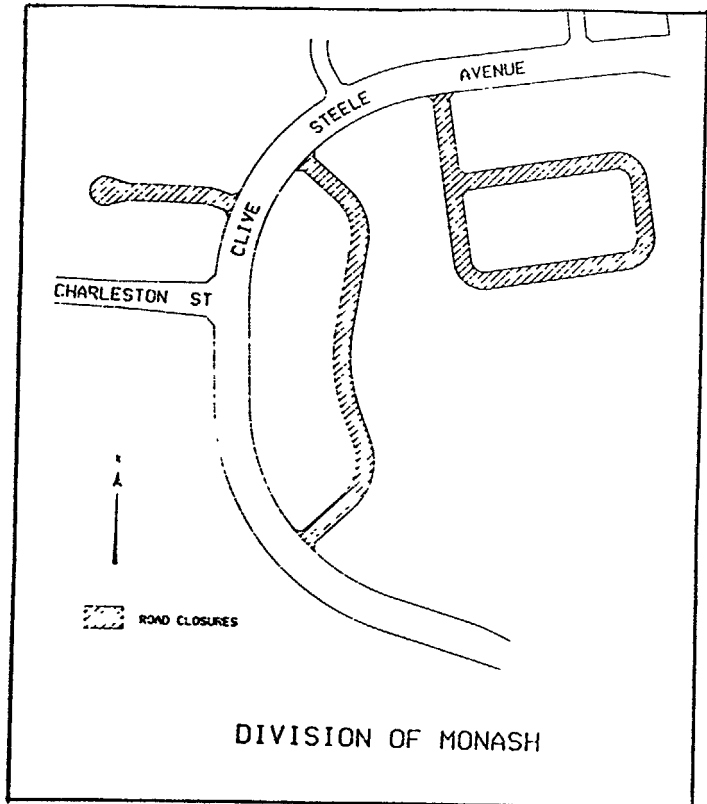 AVENUE
STEELE
CLIVE
CHARLESTON ST
ROAD CLOSURES
DIVISION OF MONASH